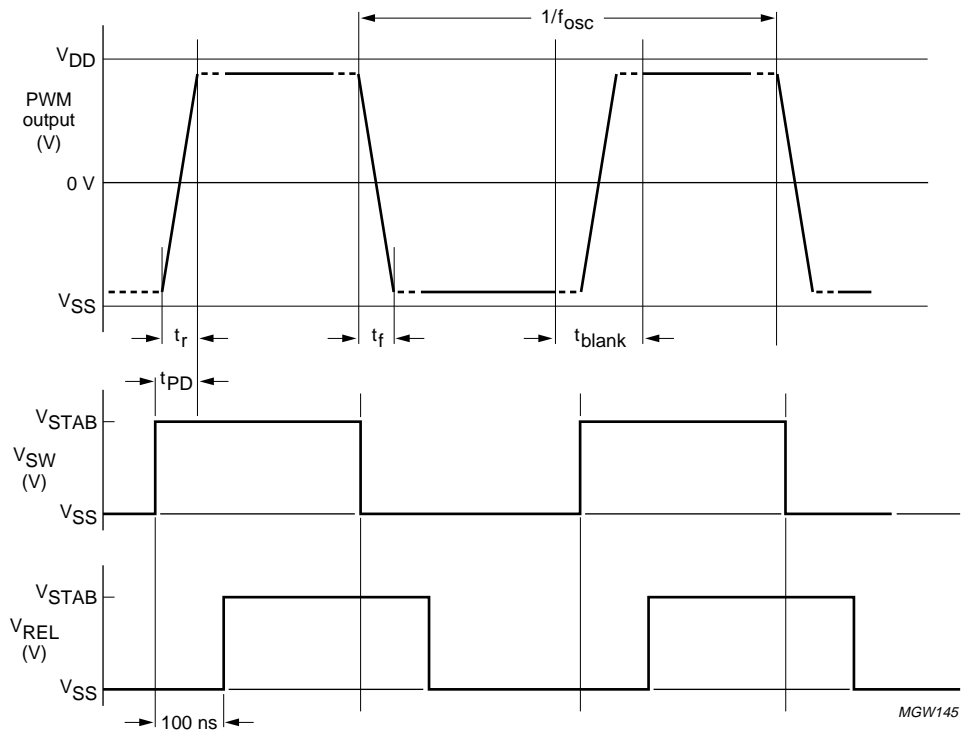 1/fosc
VDD
PWM
output
(V)
0 V
VSS
tr
tf
tblank
tPD
VSTAB
VSW
(V)
VSS
VSTAB
VREL
(V)
VSS
100 ns
MGW145